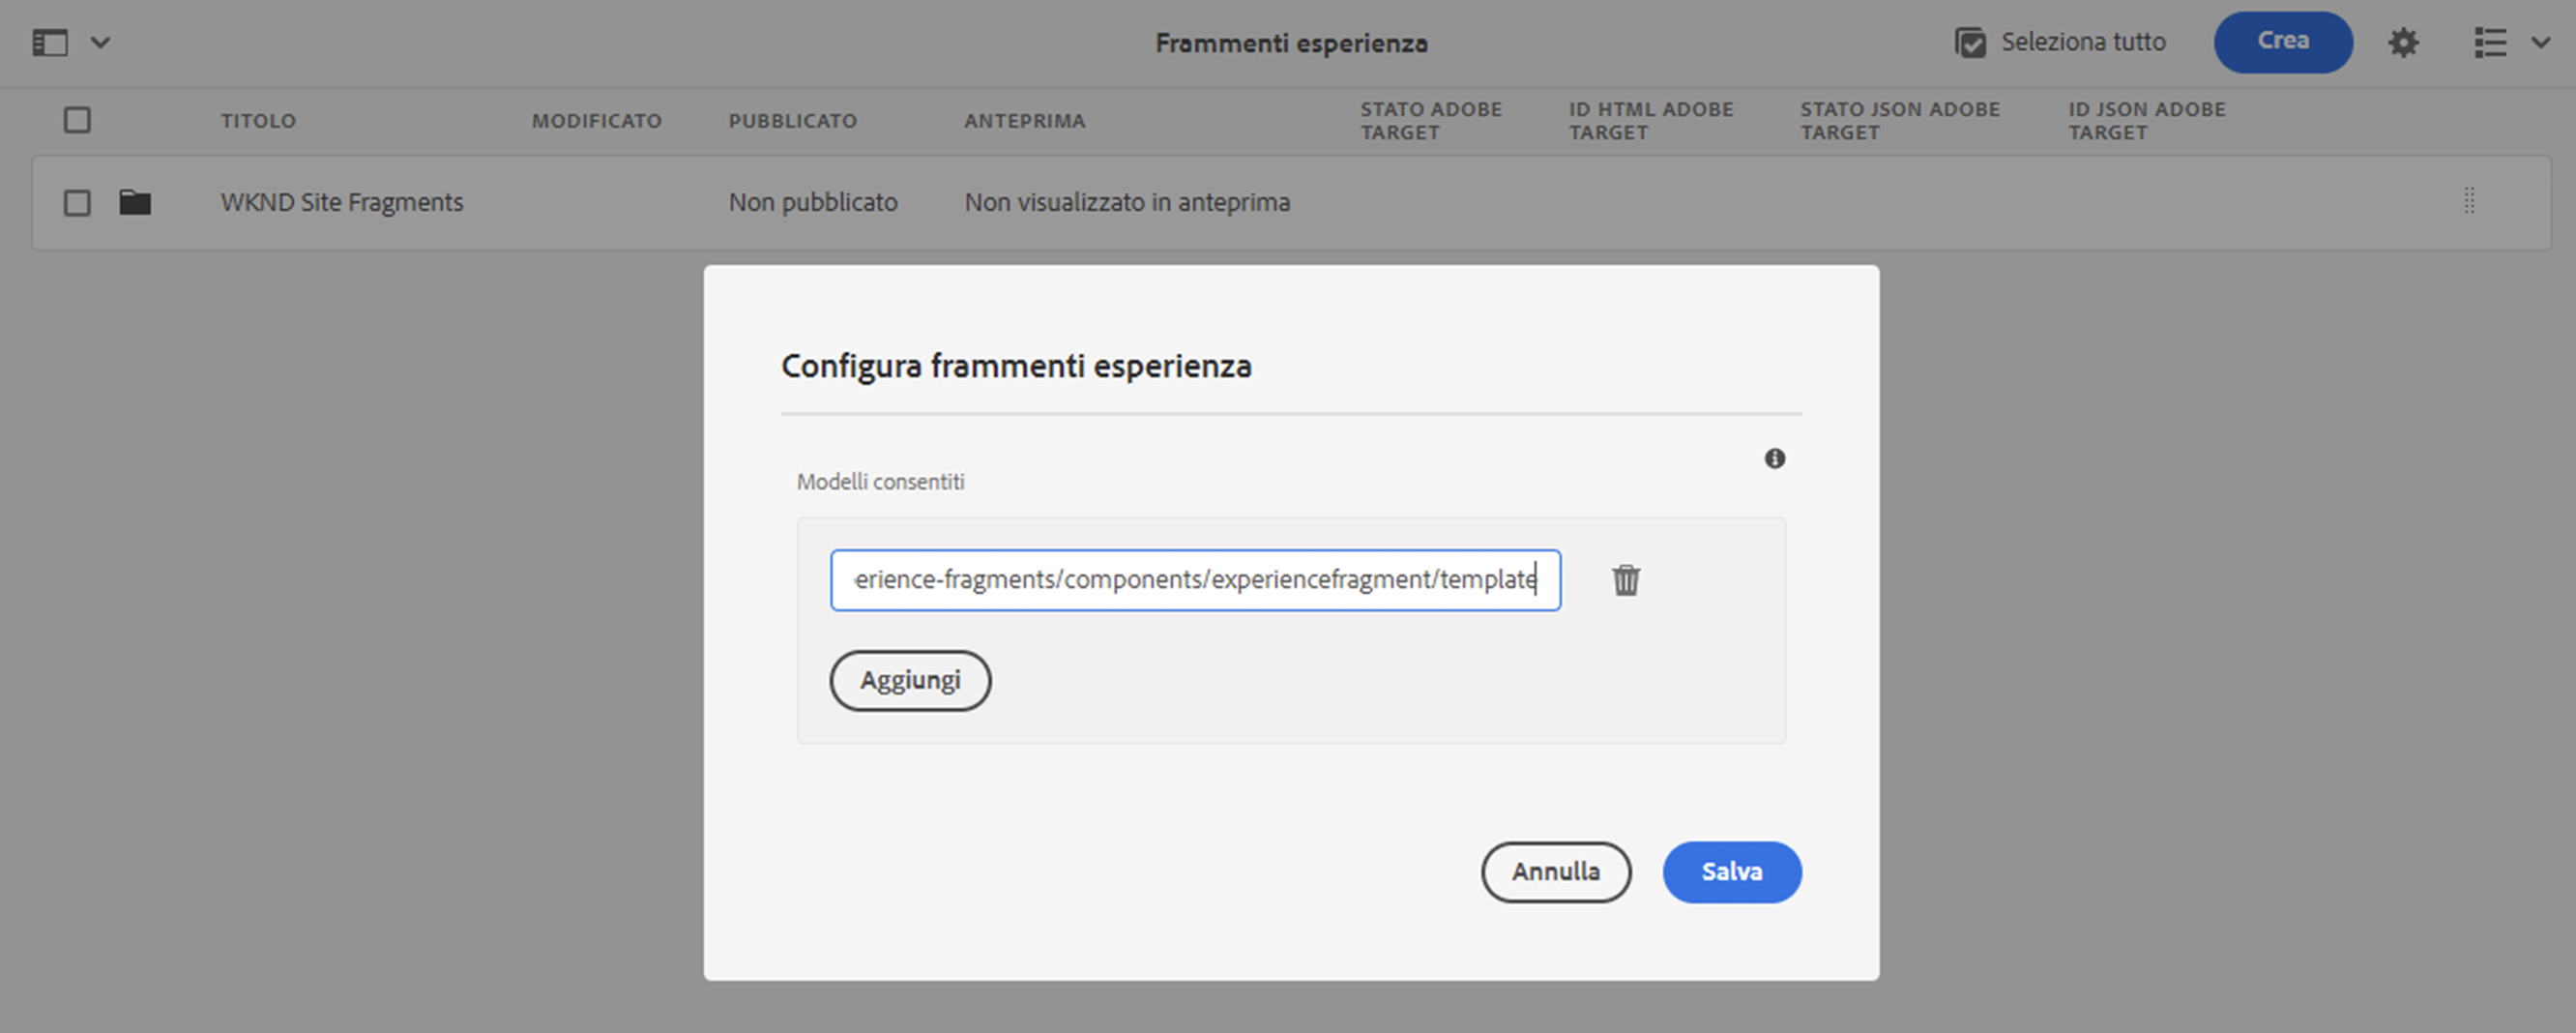 Frammenti esperienza
Seleziona tutto
Crea
TITOLO
MODIFICATO
PUBBLICATO
ANTEPRIMA
STATO ADOBE
TARGET
ID HTML ADOBE
TARGET
STATO JSON ADOBE
TARGET
ID JSON ADOBE
TARGET
WKND Site Fragments
Non pubblicato
Non visualizzato in anteprima
Configura frammenti esperienza
Modelli consentiti
erience-fragments/components/experiencefragment/template
Aggiungi
Annulla
Salva